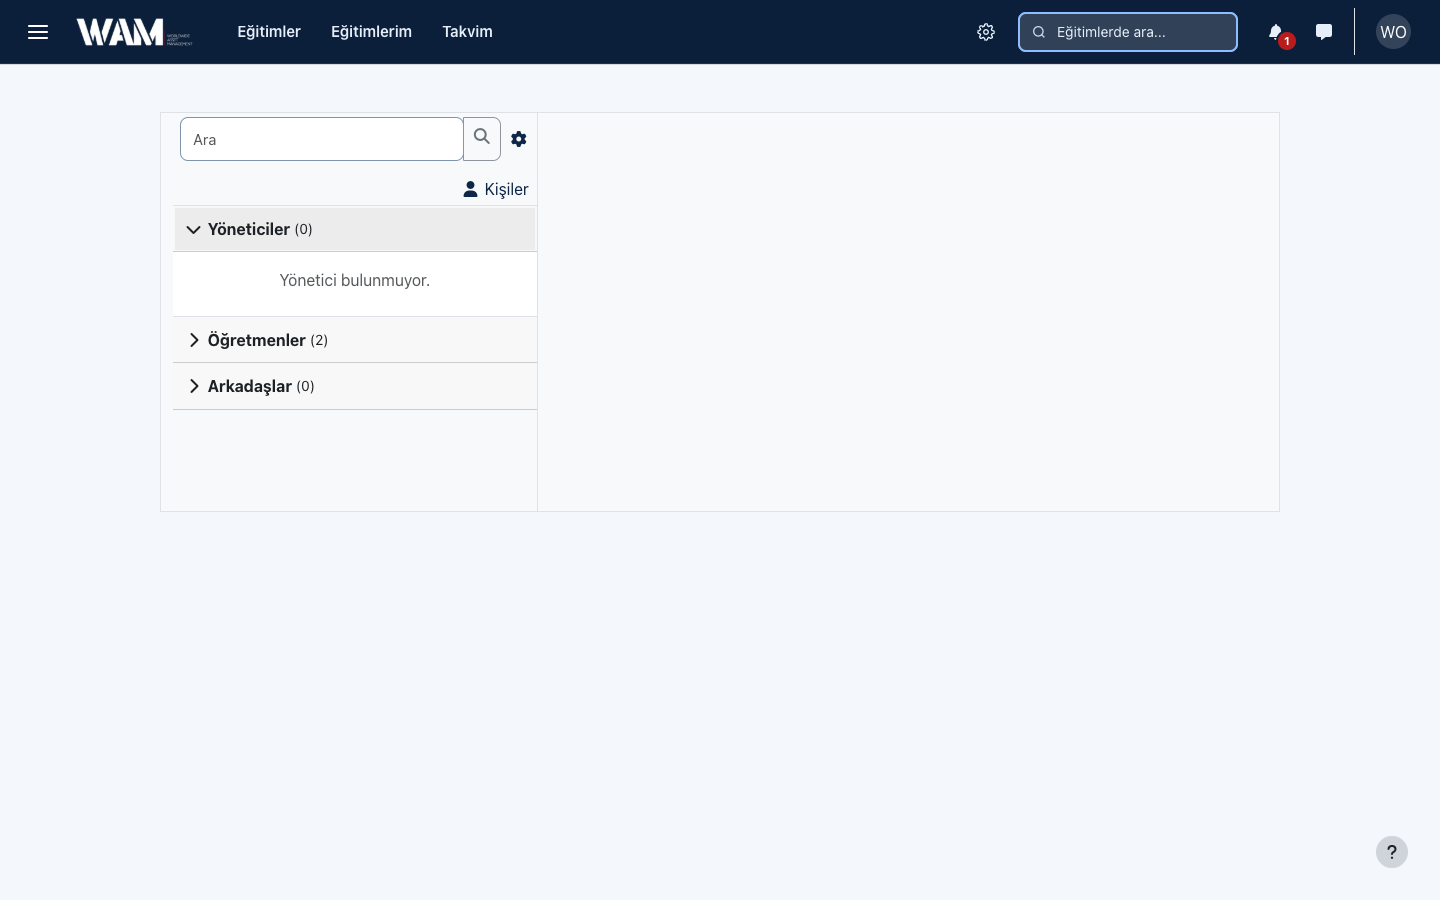 WAM
Eğitimler
Eğitimlerim
Takvim
Eğitimlerde ara...
1
WO
Ara
Kişiler
Yöneticiler (0)
Yönetici bulunmuyor.
Öğretmenler (2)
Arkadaşlar (0)
?